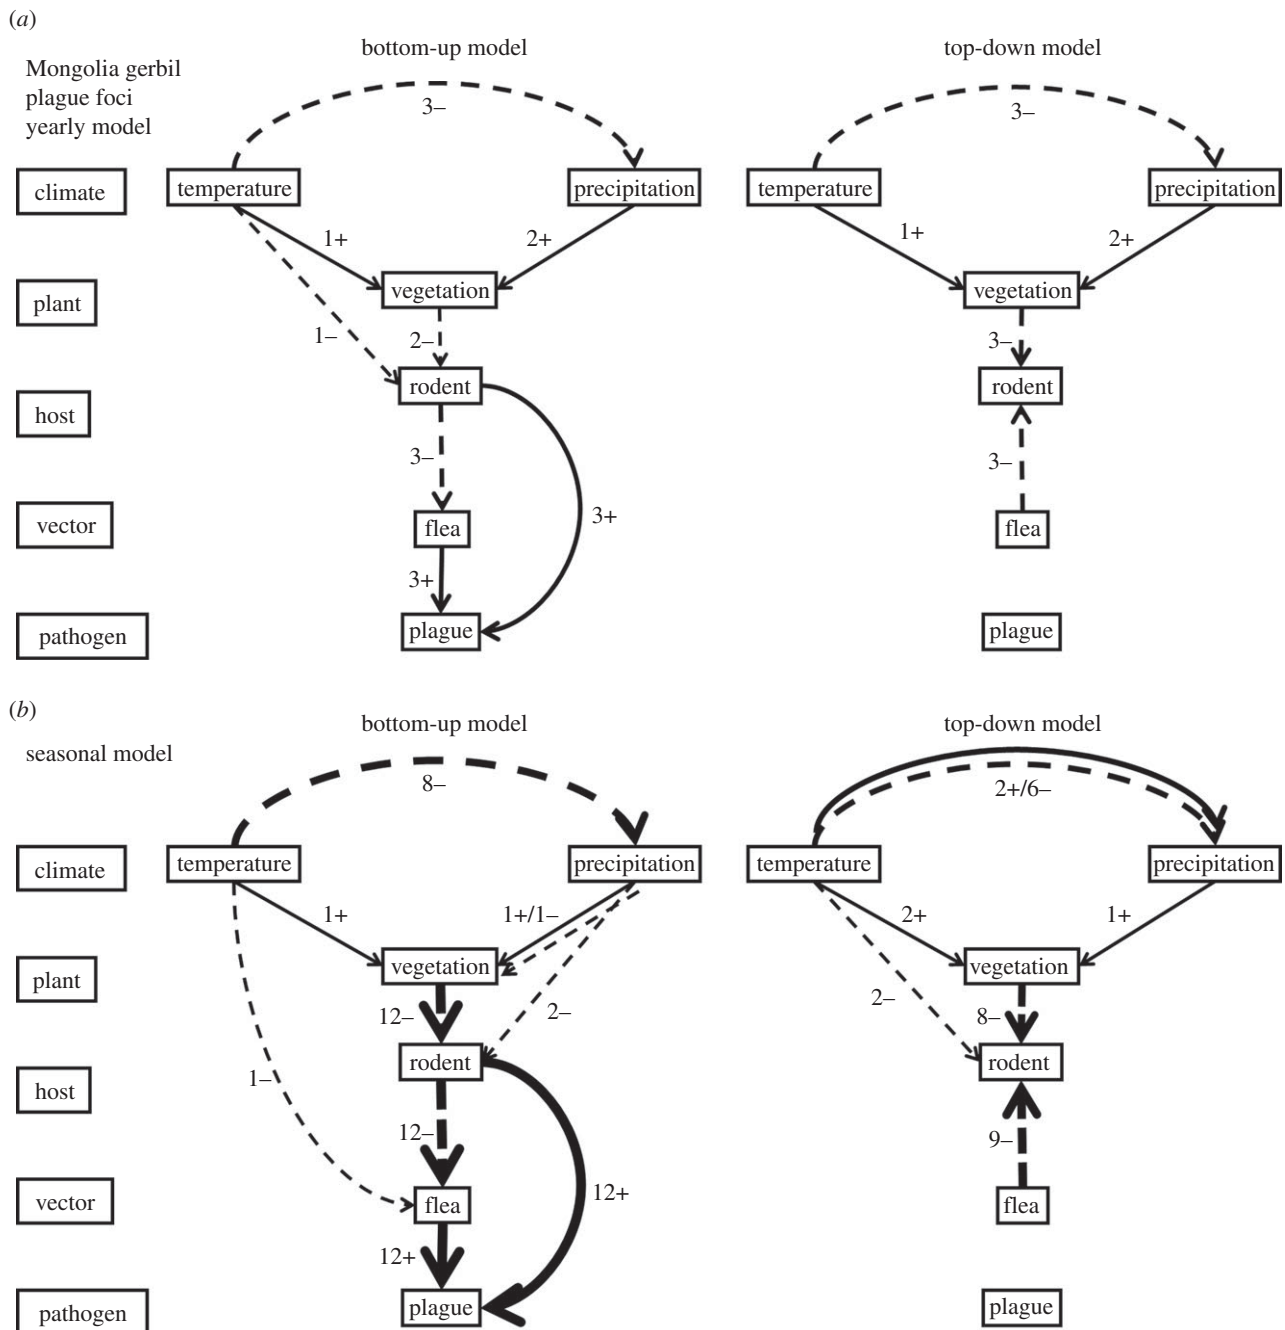 (a)
bottom-up model
top-down model
Mongolia gerbil
plague foci
yearly model
3–
3–
climate
temperature
precipitation
temperature
precipitation
1+
2+
1+
2+
plant
vegetation
vegetation
1–
2–
3–
host
rodent
rodent
3–
3–
vector
flea
3+
flea
3+
pathogen
plague
plague
(b)
bottom-up model
top-down model
seasonal model
8–
2+/6–
climate
temperature
precipitation
temperature
precipitation
1+
1+/1–
2+
1+
plant
vegetation
vegetation
12–
2–
2–
8–
host
rodent
rodent
1–
12–
9–
vector
flea
12+
flea
12+
pathogen
plague
plague